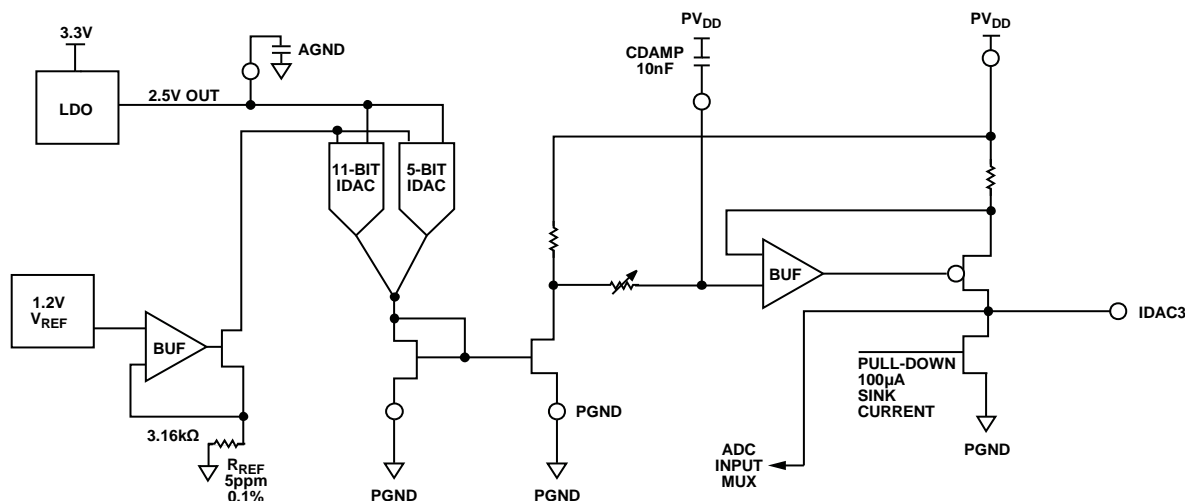 3.3V
LDO
2.5V OUT
AGND
PVDD
CDAMP
10nF
PVDD
11-BIT
IDAC
5-BIT
IDAC
1.2V
VREF
BUF
BUF
IDAC3
3.16kΩ
RREF
5ppm
0.1%
PGND
PGND
PGND
PULL-DOWN
100µA
SINK
CURRENT
PGND
ADC
INPUT
MUX